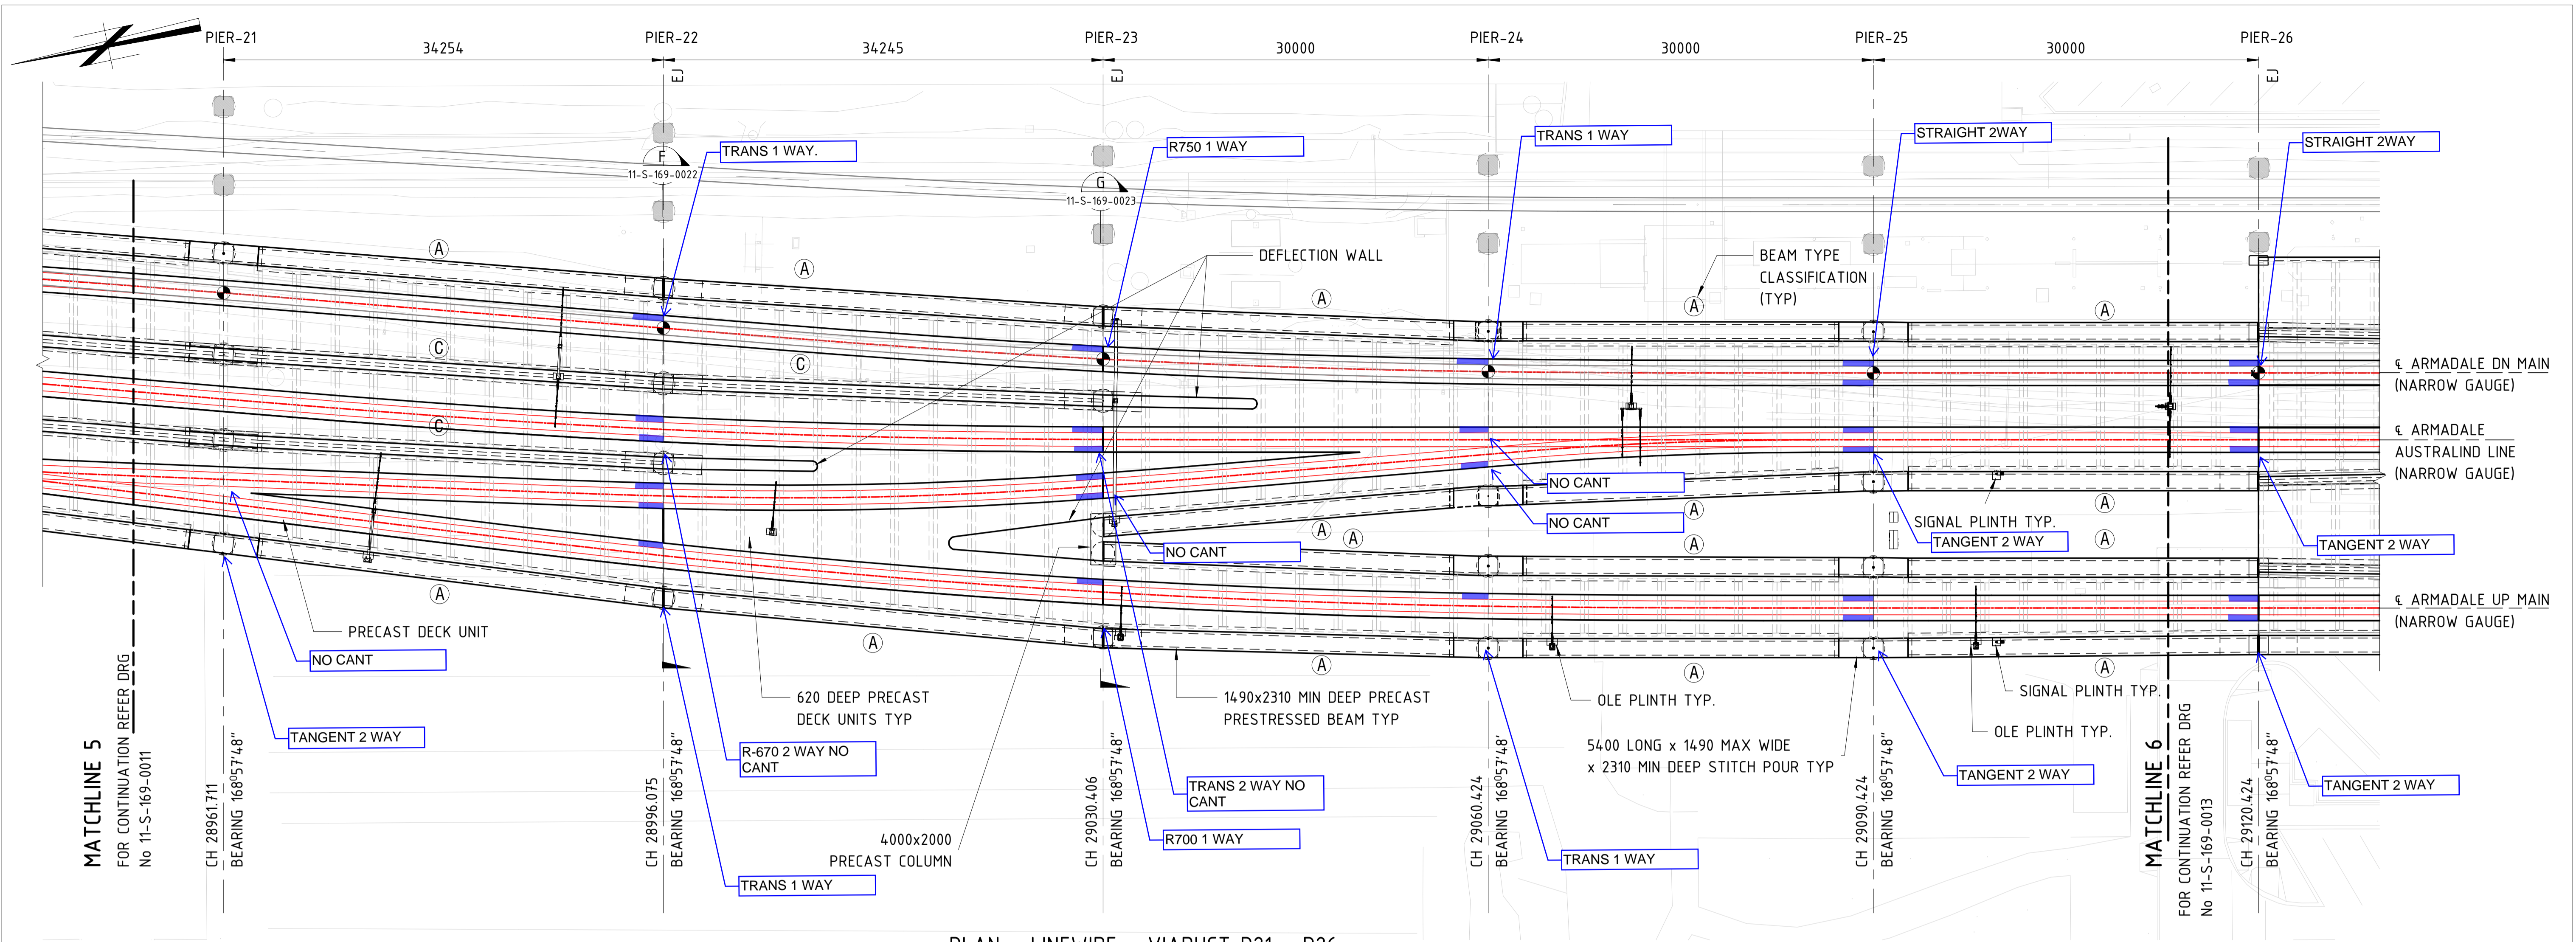 PIER-21
34254
PIER-22
34245
PIER-23
30000
PIER-24
30000
PIER-25
30000
PIER-26
EJ
EJ
EJ
TRANS 1 WAY.
R750 1 WAY
TRANS 1 WAY
STRAIGHT 2WAY
STRAIGHT 2WAY
F
11-S-169-0022
G
11-S-169-0023
DEFLECTION WALL
BEAM TYPE
CLASSIFICATION
(TYP)
A
A
A
A
A
C
C
C
℄ ARMADALE DN MAIN
(NARROW GAUGE)
℄ ARMADALE
AUSTRALIND LINE
(NARROW GAUGE)
NO CANT
NO CANT
NO CANT
A
A
A
A
A
A
SIGNAL PLINTH TYP.
TANGENT 2 WAY
TANGENT 2 WAY
℄ ARMADALE UP MAIN
(NARROW GAUGE)
A
A
A
A
A
PRECAST DECK UNIT
NO CANT
TANGENT 2 WAY
620 DEEP PRECAST
DECK UNITS TYP
R-670 2 WAY NO
CANT
1490x2310 MIN DEEP PRECAST
PRESTRESSED BEAM TYP
OLE PLINTH TYP.
SIGNAL PLINTH TYP.
OLE PLINTH TYP.
5400 LONG x 1490 MAX WIDE
x 2310 MIN DEEP STITCH POUR TYP
TRANS 2 WAY NO
CANT
TANGENT 2 WAY
TANGENT 2 WAY
R700 1 WAY
4000x2000
PRECAST COLUMN
TRANS 1 WAY
TRANS 1 WAY
MATCHLINE 5
FOR CONTINUATION REFER DRG
No 11-S-169-0011
CH 28961.711
BEARING 168°57'48"
CH 28996.075
BEARING 168°57'48"
CH 29030.406
BEARING 168°57'48"
CH 29060.424
BEARING 168°57'48'
CH 29090.424
BEARING 168°57'48"
MATCHLINE 6
FOR CONTINUATION REFER DRG
No 11-S-169-0013
CH 29120.424
BEARING 168°57'48"